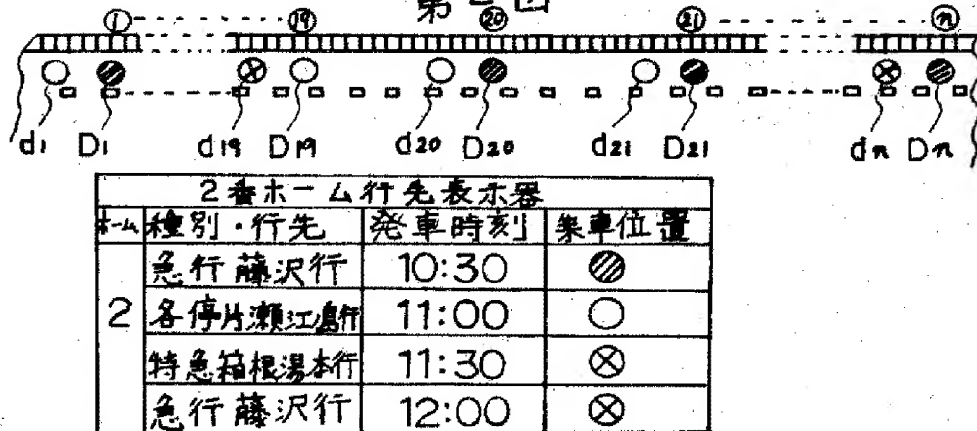 第二図
① ⑲ ⑳ ㉑ ⓝ
d1 D1 d19 D19 d20 D20 d21 D21 dn Dn
2番ホーム行先表示器
ホーム 種別・行先 発車時刻 乗車位置
急行藤沢行 10:30
2 各停片瀬江ノ島行 11:00
特急箱根湯本行 11:30
急行藤沢行 12:00